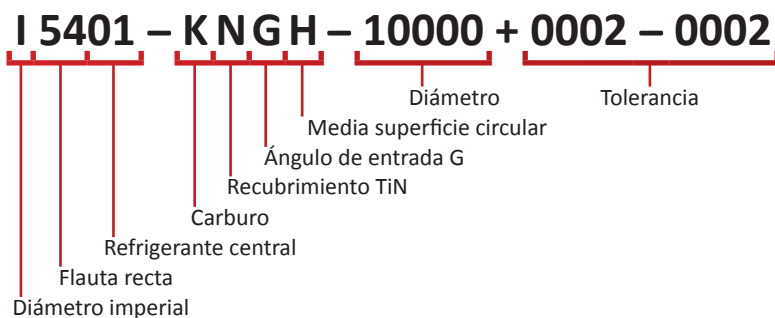 I 5401 – K N G H – 10000 + 0002 – 0002
Diámetro
Tolerancia
Media superficie circular
Ángulo de entrada G
Recubrimiento TiN
Carburo
Refrigerante central
Flauta recta
Diámetro imperial